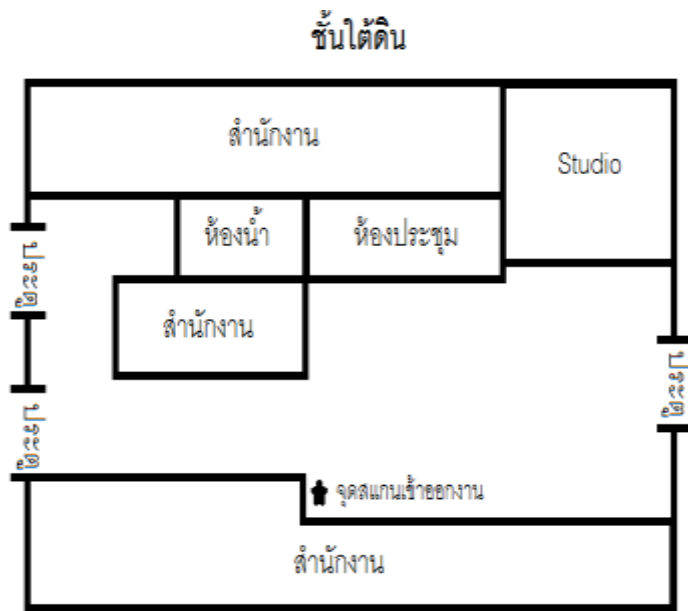 ชั้นใต้ดิน
สำนักงาน
Studio
ห้องน้ำ
ห้องประชุม
ประตู
สำนักงาน
ประตู
ประตู
จุดสแกนเข้าออกงาน
สำนักงาน